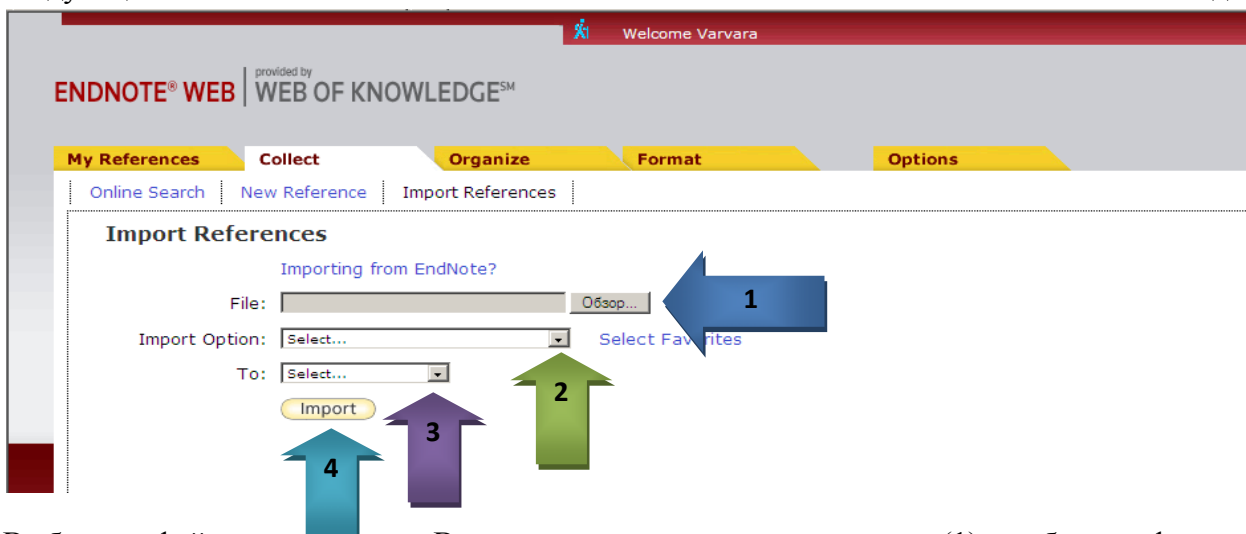 Welcome Varvara
provided by
ENDNOTE® WEB WEB OF KNOWLEDGE℠
My References Collect Organize Format Options
Online Search New Reference Import References
Import References
Importing from EndNote?
File: Обзор... 1
Import Option: Select... Select Favorites
To: Select... 2
Import 3
4
(1)